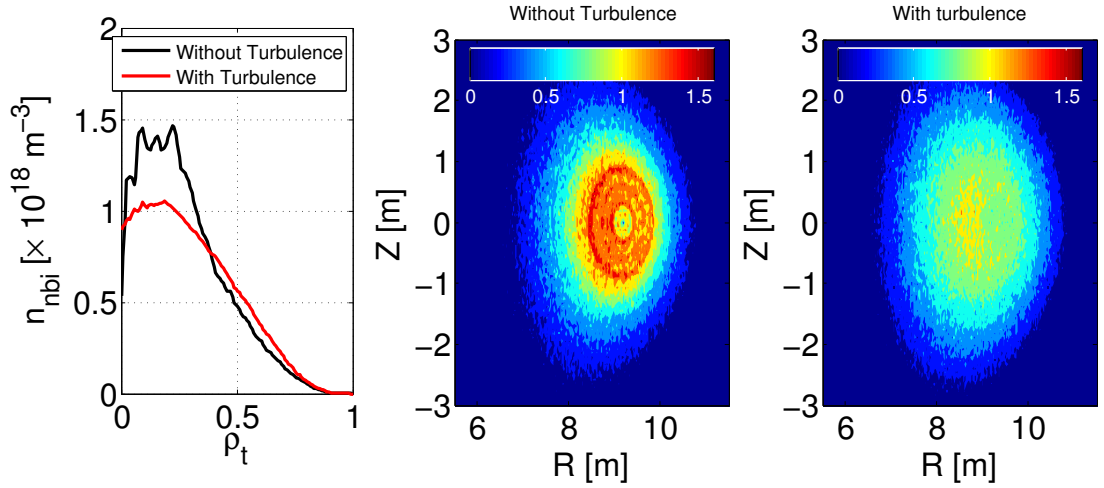 Without Turbulence
With Turbulence
n_nbi [× 10^18 m^−3]
2
1.5
1
0.5
0
0 0.5 1
ρ_t
Without Turbulence
0 0.5 1 1.5
Z [m]
3
2
1
0
−1
−2
−3
6 8 10
R [m]
With turbulence
0 0.5 1 1.5
Z [m]
3
2
1
0
−1
−2
−3
6 8 10
R [m]